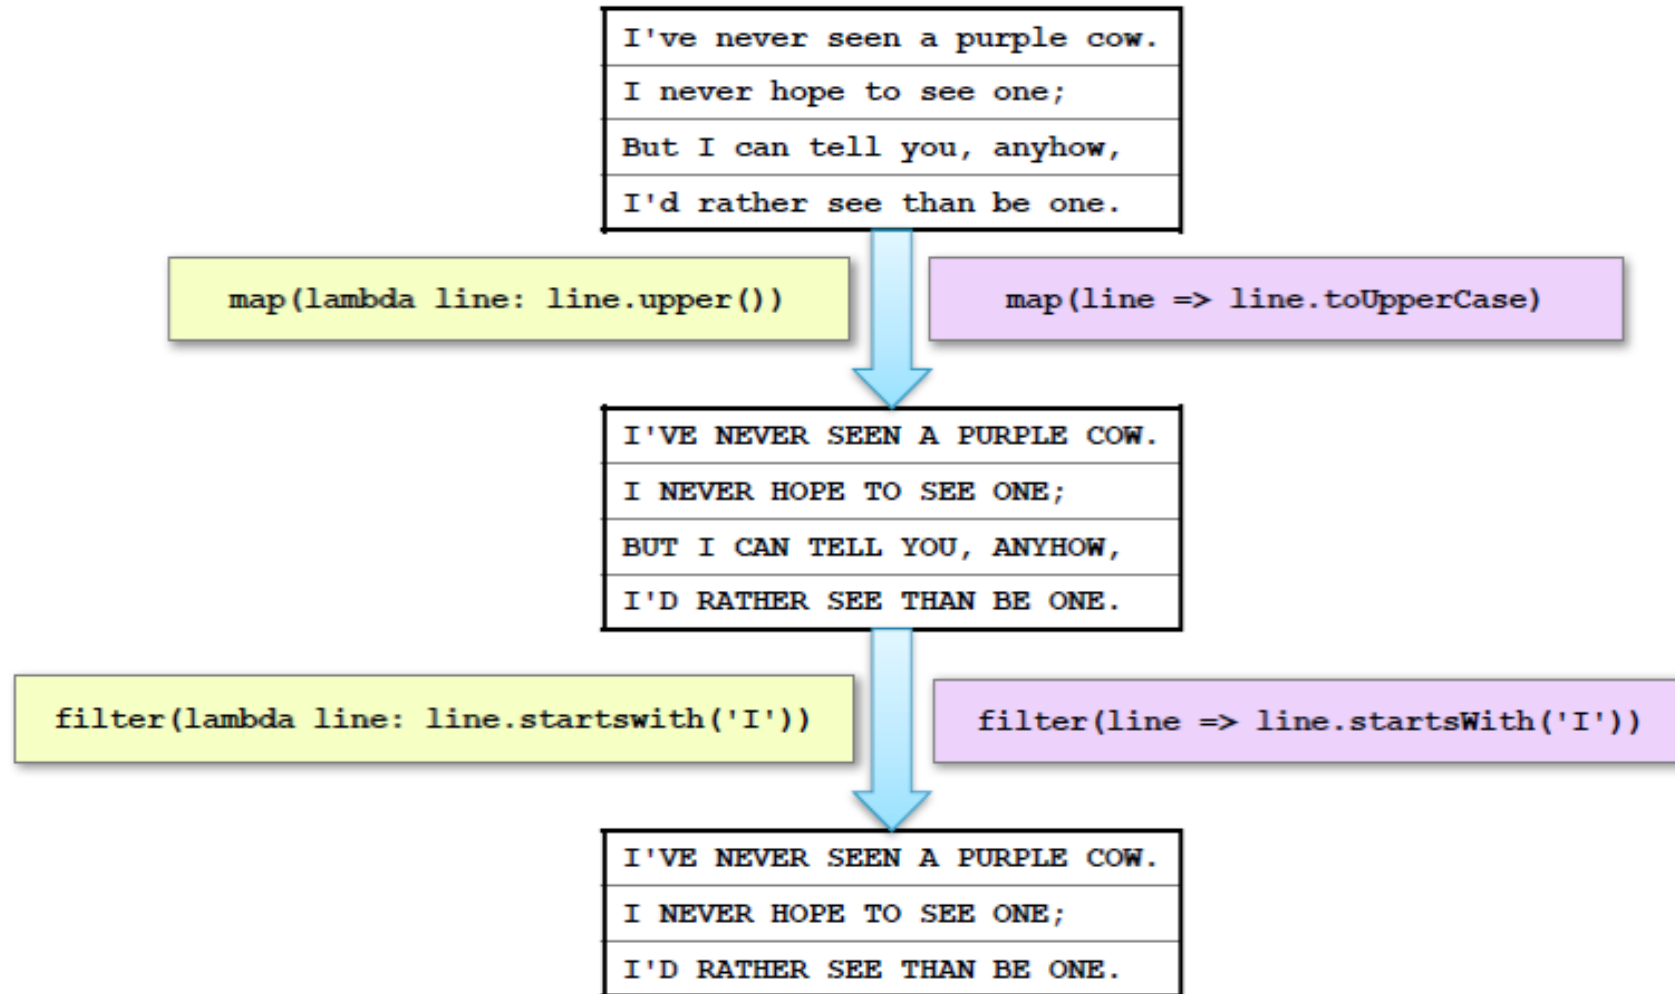 I've never seen a purple cow.
I never hope to see one;
But I can tell you, anyhow,
I'd rather see than be one.
map(lambda line: line.upper())
map(line => line.toUpperCase)
I'VE NEVER SEEN A PURPLE COW.
I NEVER HOPE TO SEE ONE;
BUT I CAN TELL YOU, ANYHOW,
I'D RATHER SEE THAN BE ONE.
filter(lambda line: line.startswith('I'))
filter(line => line.startsWith('I'))
I'VE NEVER SEEN A PURPLE COW.
I NEVER HOPE TO SEE ONE;
I'D RATHER SEE THAN BE ONE.